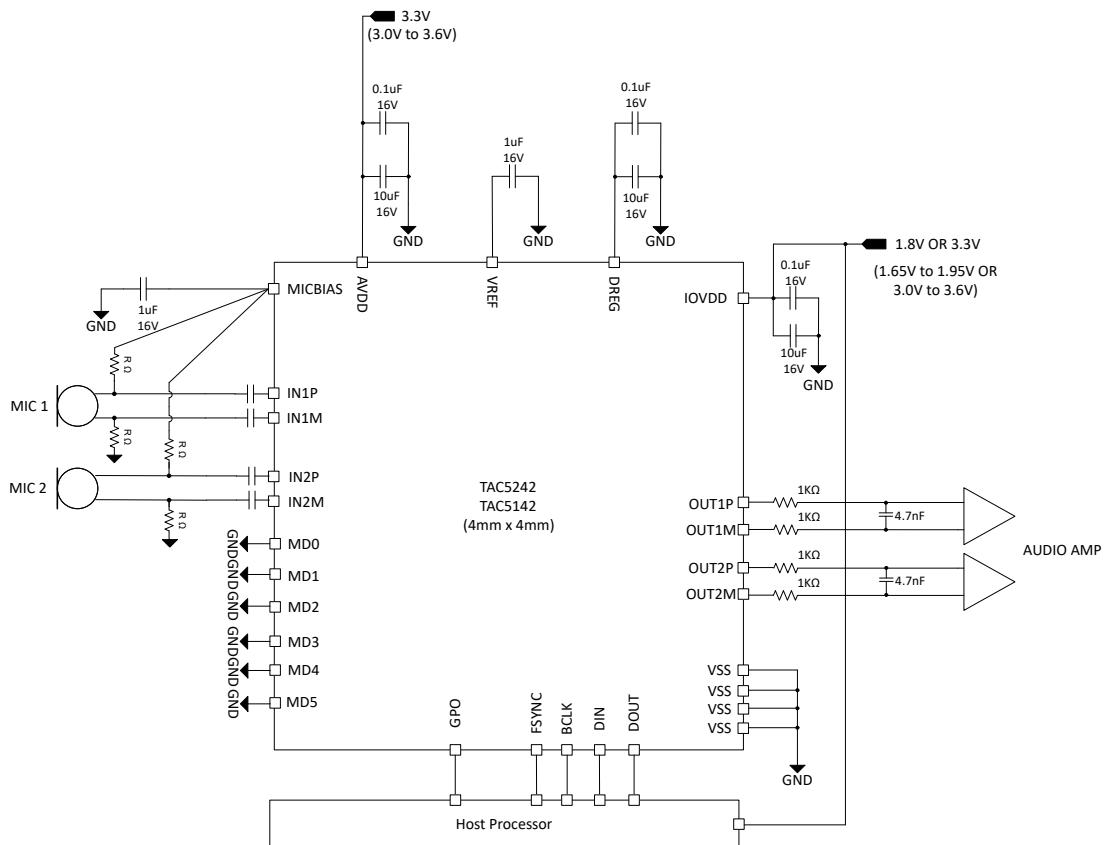 3.3V
(3.0V to 3.6V)
0.1uF
16V
10uF
16V
GND
1uF
16V
GND
0.1uF
16V
10uF
16V
GND
1.8V OR 3.3V
(1.65V to 1.95V OR
3.0V to 3.6V)
0.1uF
16V
10uF
16V
GND
AVDD
VREF
DREG
IOVDD
MICBIAS
1uF
16V
GND
R Ω
R Ω
R Ω
R Ω
MIC 1
MIC 2
IN1P
IN1M
IN2P
IN2M
TAC5242
TAC5142
(4mm x 4mm)
OUT1P
1KΩ
OUT1M
1KΩ
4.7nF
OUT2P
1KΩ
OUT2M
1KΩ
4.7nF
AUDIO AMP
GND
MD0
GND
MD1
GND
MD2
GND
MD3
GND
MD4
GND
MD5
VSS
VSS
VSS
VSS
GND
GPO
FSYNC
BCLK
DIN
DOUT
Host Processor